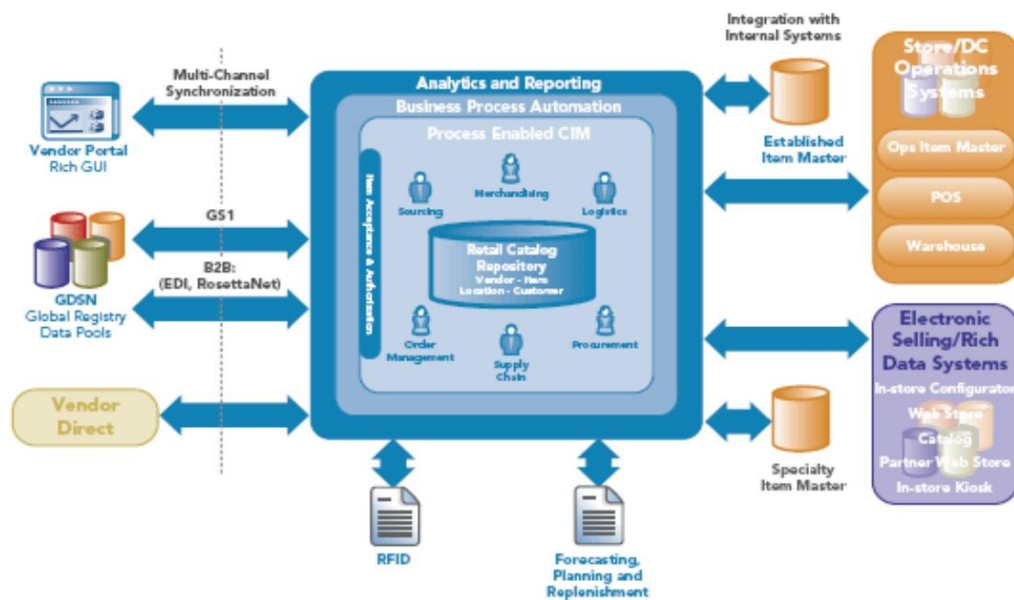 Multi-Channel
Synchronization
Vendor Portal
Rich GUI
GS1
B2B:
(EDI, RosettaNet)
GDSN
Global Registry
Data Pools
Vendor
Direct
Analytics and Reporting
Business Process Automation
Process Enabled CIM
Item Acceptance & Authorization
Sourcing
Merchandising
Logistics
Retail Catalog
Repository
Vendor - Item
Location - Customer
Order
Management
Supply
Chain
Procurement
RFID
Forecasting,
Planning and
Replenishment
Integration with
Internal Systems
Established
Item Master
Specialty
Item Master
Store/DC
Operations
Systems
Ops Item Master
POS
Warehouse
Electronic
Selling/Rich
Data Systems
In-store Configurator
Web Store
Catalog
Partner Web Store
In-store Kiosk